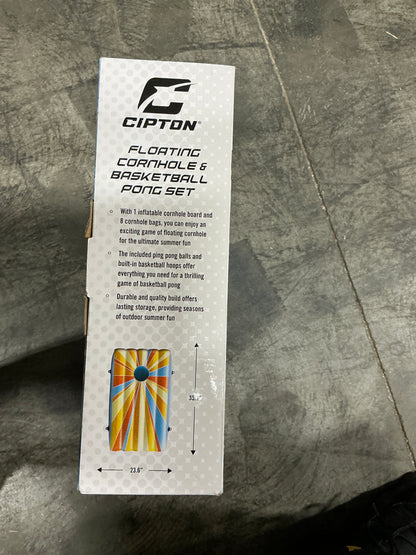 CIPTON®
FLOATING
CORNHOLE &
BASKETBALL
PONG SET
• With 1 inflatable cornhole board and
8 cornhole bags, you can enjoy an
exciting game of floating cornhole
for the ultimate summer fun
• The included ping pong balls and
built-in basketball hoops offer
everything you need for a thrilling
game of basketball pong
• Durable and quality build offers
lasting storage, providing seasons
of outdoor summer fun
23.6"